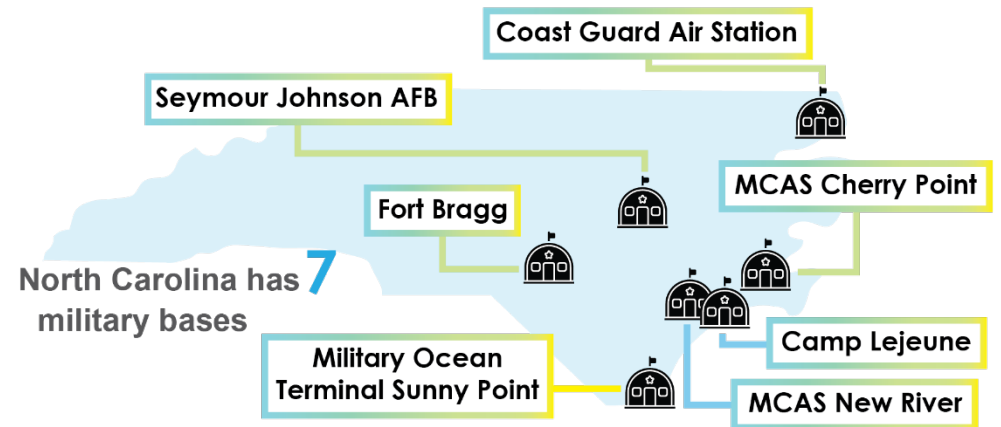 Coast Guard Air Station
Seymour Johnson AFB
MCAS Cherry Point
Fort Bragg
North Carolina has 7
military bases
Camp Lejeune
Military Ocean
Terminal Sunny Point
MCAS New River